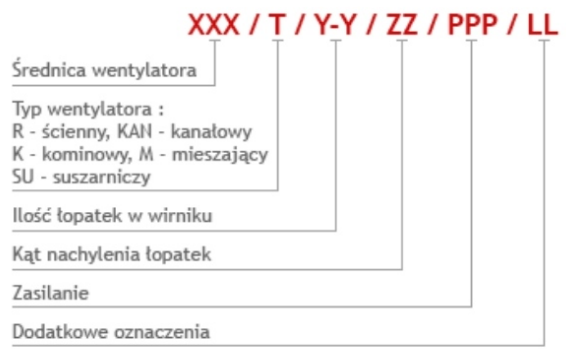 XXX / T / Y-Y / ZZ / PPP / LL
Średnica wentylatora
Typ wentylatora :
R - ścienny, KAN - kanałowy
K - kominowy, M - mieszający
SU - suszarniczy
Ilość łopatek w wirniku
Kąt nachylenia łopatek
Zasilanie
Dodatkowe oznaczenia